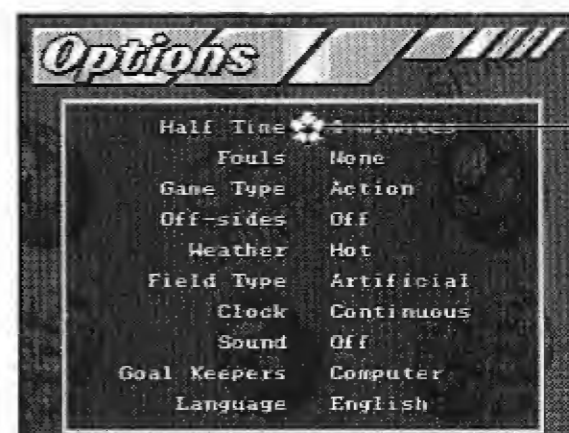 Options
Half Time minutes
Fouls None
Game Type Action
Off-sides Off
Weather Hot
Field Type Artificial
Clock Continuous
Sound Off
Goal Keepers Computer
Language English